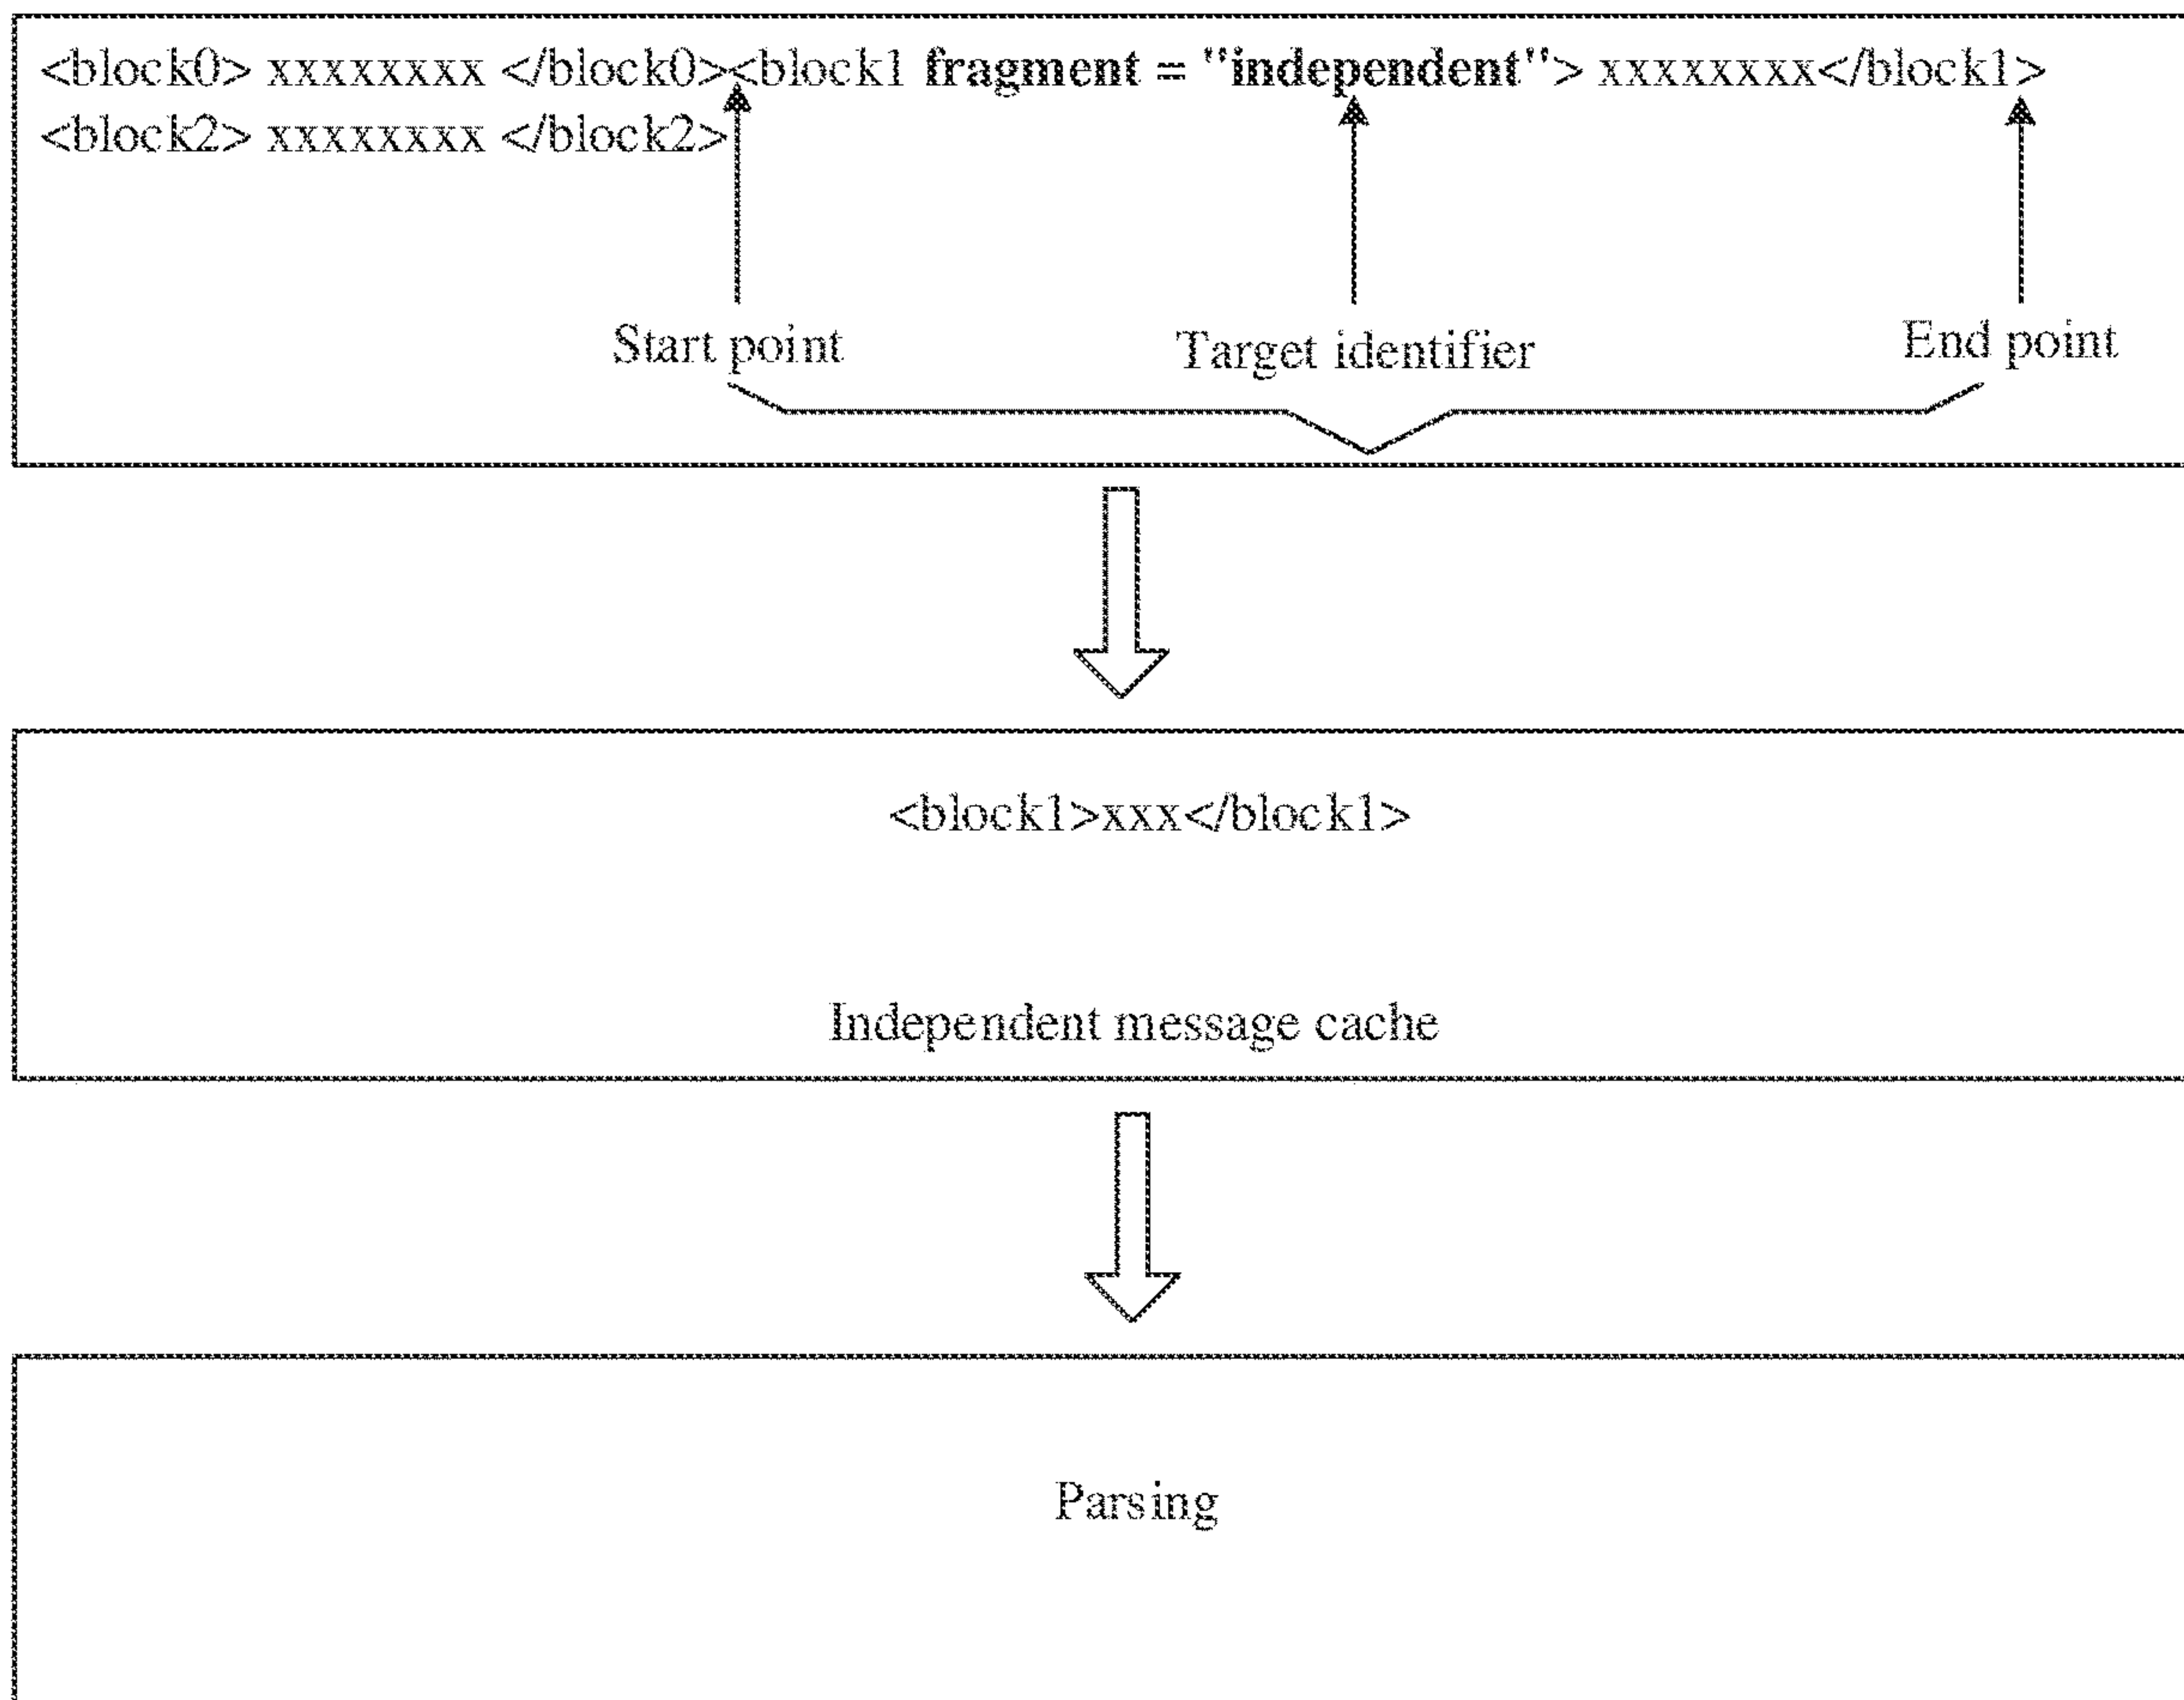 <block0> xxxxxxxx </block0><block1 fragment = "independent"> xxxxxxxx</block1>
<block2> xxxxxxxx </block2>
Start point
Target identifier
End point
<block1>xxx</block1>
Independent message cache
Parsing